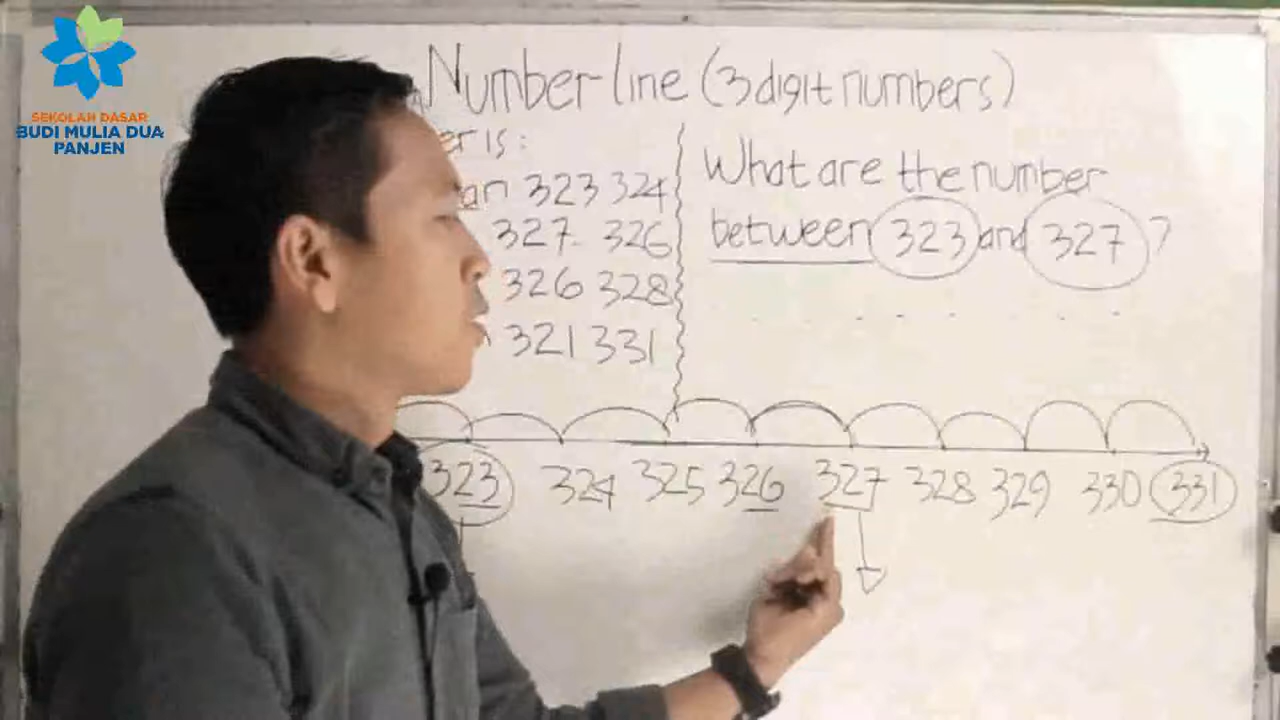 SEKOLAH DASAR
BUDI MULIA DUA
PANJEN
Number line (3 digit numbers)
er is :
an 323 324
327 326
326 328
321 331
What are the number
between 323 and 327 ?
323 324 325 326 327 328 329 330 331